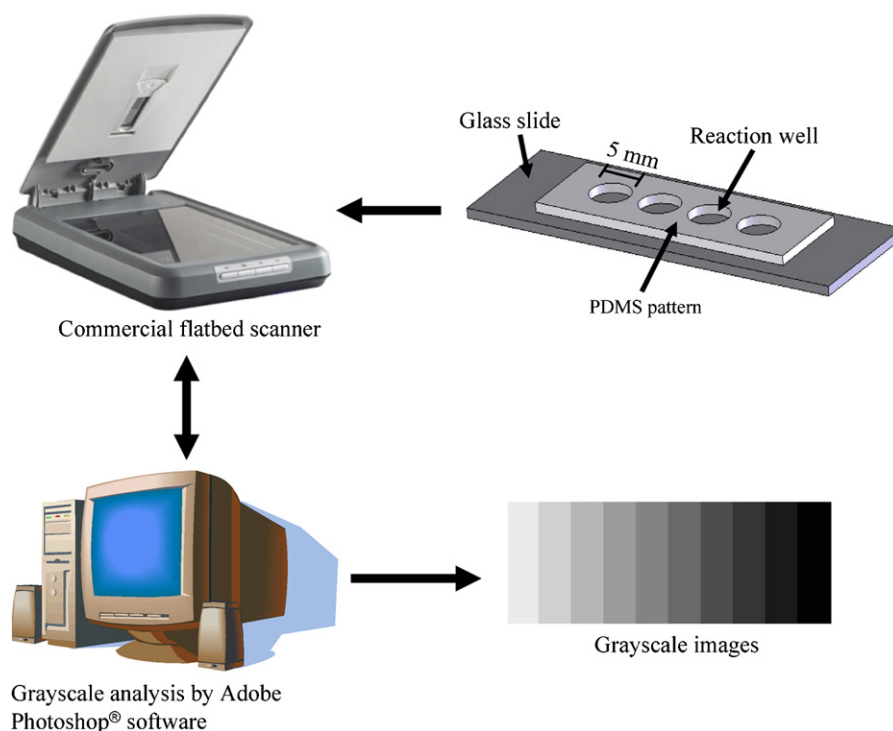 Glass slide
5 mm
Reaction well
PDMS pattern
Commercial flatbed scanner
Grayscale analysis by Adobe
Photoshop® software
Grayscale images